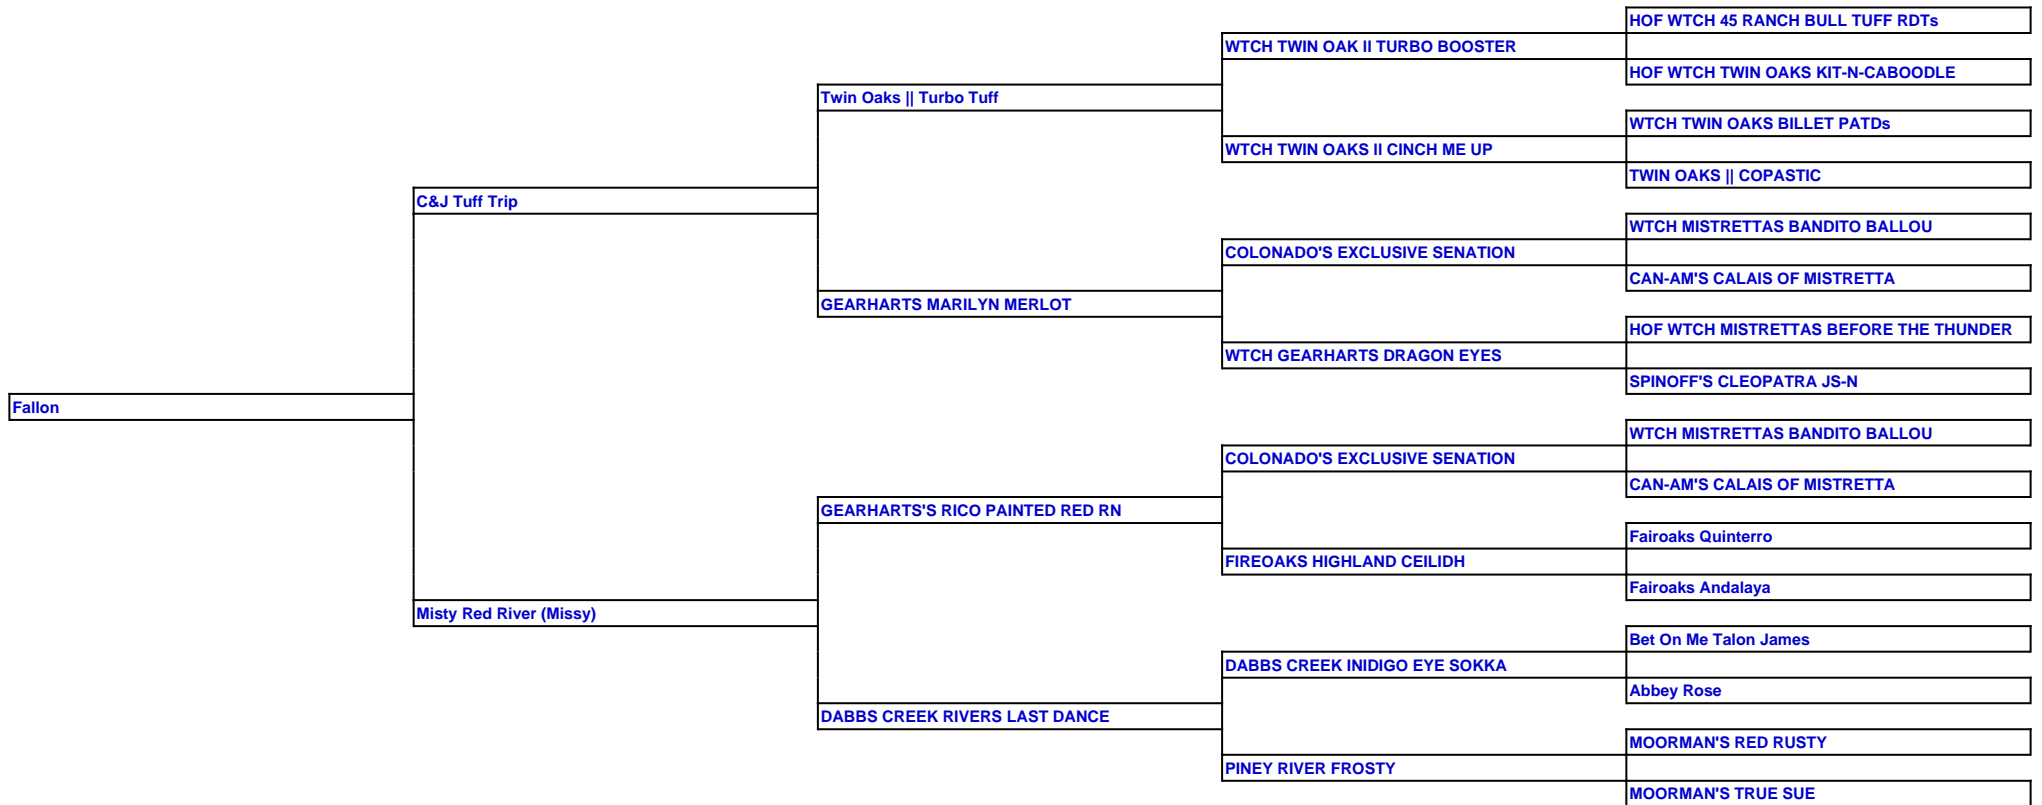 HOF WTCH 45 RANCH BULL TUFF RDTs
WTCH TWIN OAK II TURBO BOOSTER
HOF WTCH TWIN OAKS KIT-N-CABOODLE
Twin Oaks || Turbo Tuff
WTCH TWIN OAKS BILLET PATDs
WTCH TWIN OAKS II CINCH ME UP
TWIN OAKS || COPASTIC
C&J Tuff Trip
WTCH MISTRETTAS BANDITO BALLOU
COLONADO'S EXCLUSIVE SENATION
CAN-AM'S CALAIS OF MISTRETTA
GEARHARTS MARILYN MERLOT
HOF WTCH MISTRETTAS BEFORE THE THUNDER
WTCH GEARHARTS DRAGON EYES
SPINOFF'S CLEOPATRA JS-N
Fallon
WTCH MISTRETTAS BANDITO BALLOU
COLONADO'S EXCLUSIVE SENATION
CAN-AM'S CALAIS OF MISTRETTA
GEARHARTS'S RICO PAINTED RED RN
Fairoaks Quinterro
FIREOAKS HIGHLAND CEILIDH
Fairoaks Andalaya
Misty Red River (Missy)
Bet On Me Talon James
DABBS CREEK INIDIGO EYE SOKKA
Abbey Rose
DABBS CREEK RIVERS LAST DANCE
MOORMAN'S RED RUSTY
PINEY RIVER FROSTY
MOORMAN'S TRUE SUE